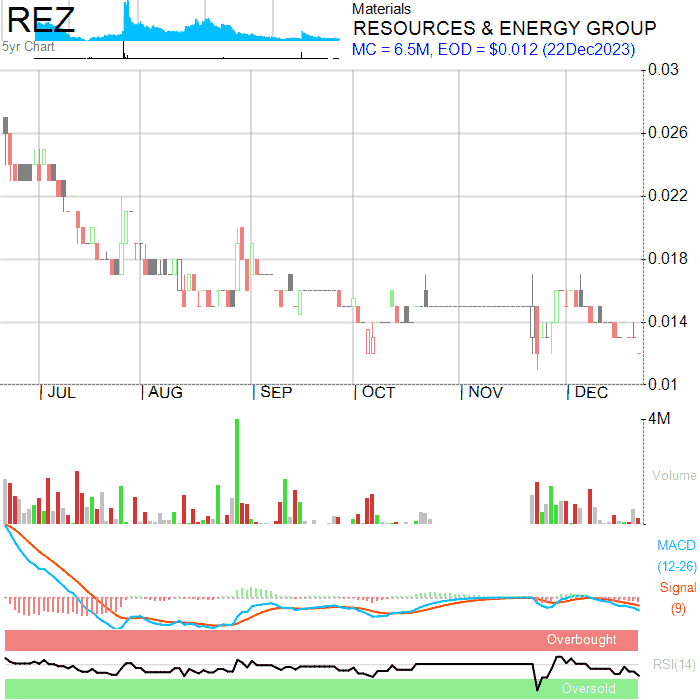 REZ
5yr Chart
Materials
RESOURCES & ENERGY GROUP
MC = 6.5M, EOD = $0.012 (22Dec2023)
0.03
0.026
0.022
0.018
0.014
0.01
JUL
AUG
SEP
OCT
NOV
DEC
4M
Volume
MACD
(12-26)
Signal
(9)
Overbought
RSI(14)
Oversold